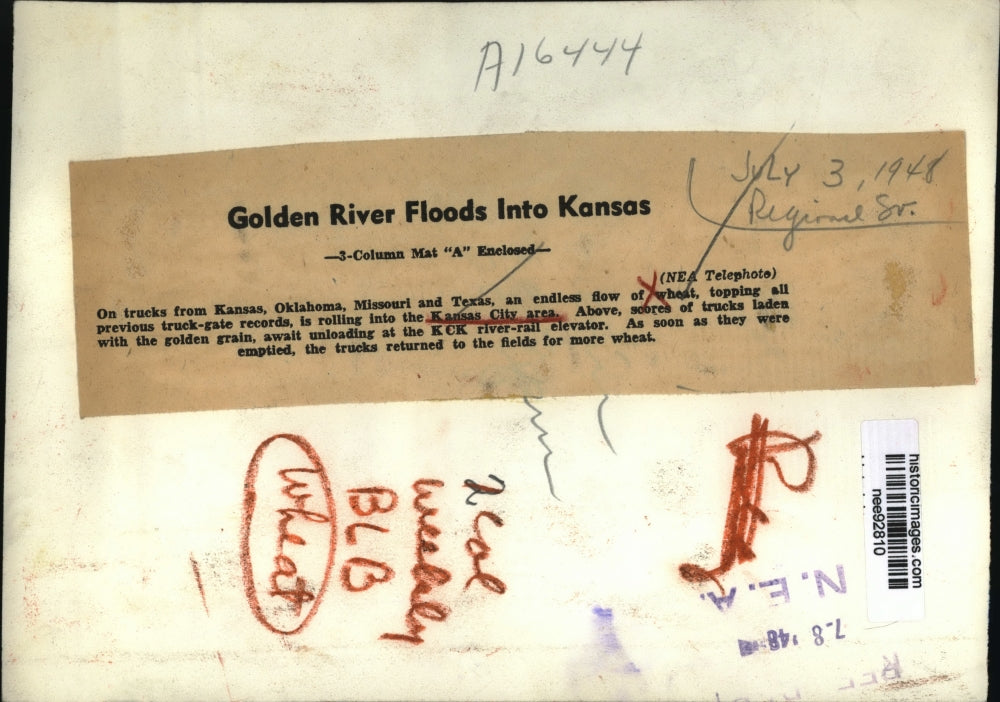 A16444
JULY 3, 1948
Regional Sv.
Golden River Floods Into Kansas
—3-Column Mat "A" Enclosed—
(NEA Telephoto)
On trucks from Kansas, Oklahoma, Missouri and Texas, an endless flow of wheat, topping all
previous truck-gate records, is rolling into the Kansas City area. Above, scores of trucks laden
with the golden grain, await unloading at the KCK river-rail elevator. As soon as they were
emptied, the trucks returned to the fields for more wheat.
2 col
weekly
BLB
Wheat
historicimages.com
nee92810
N.E.A.
7-8 '48